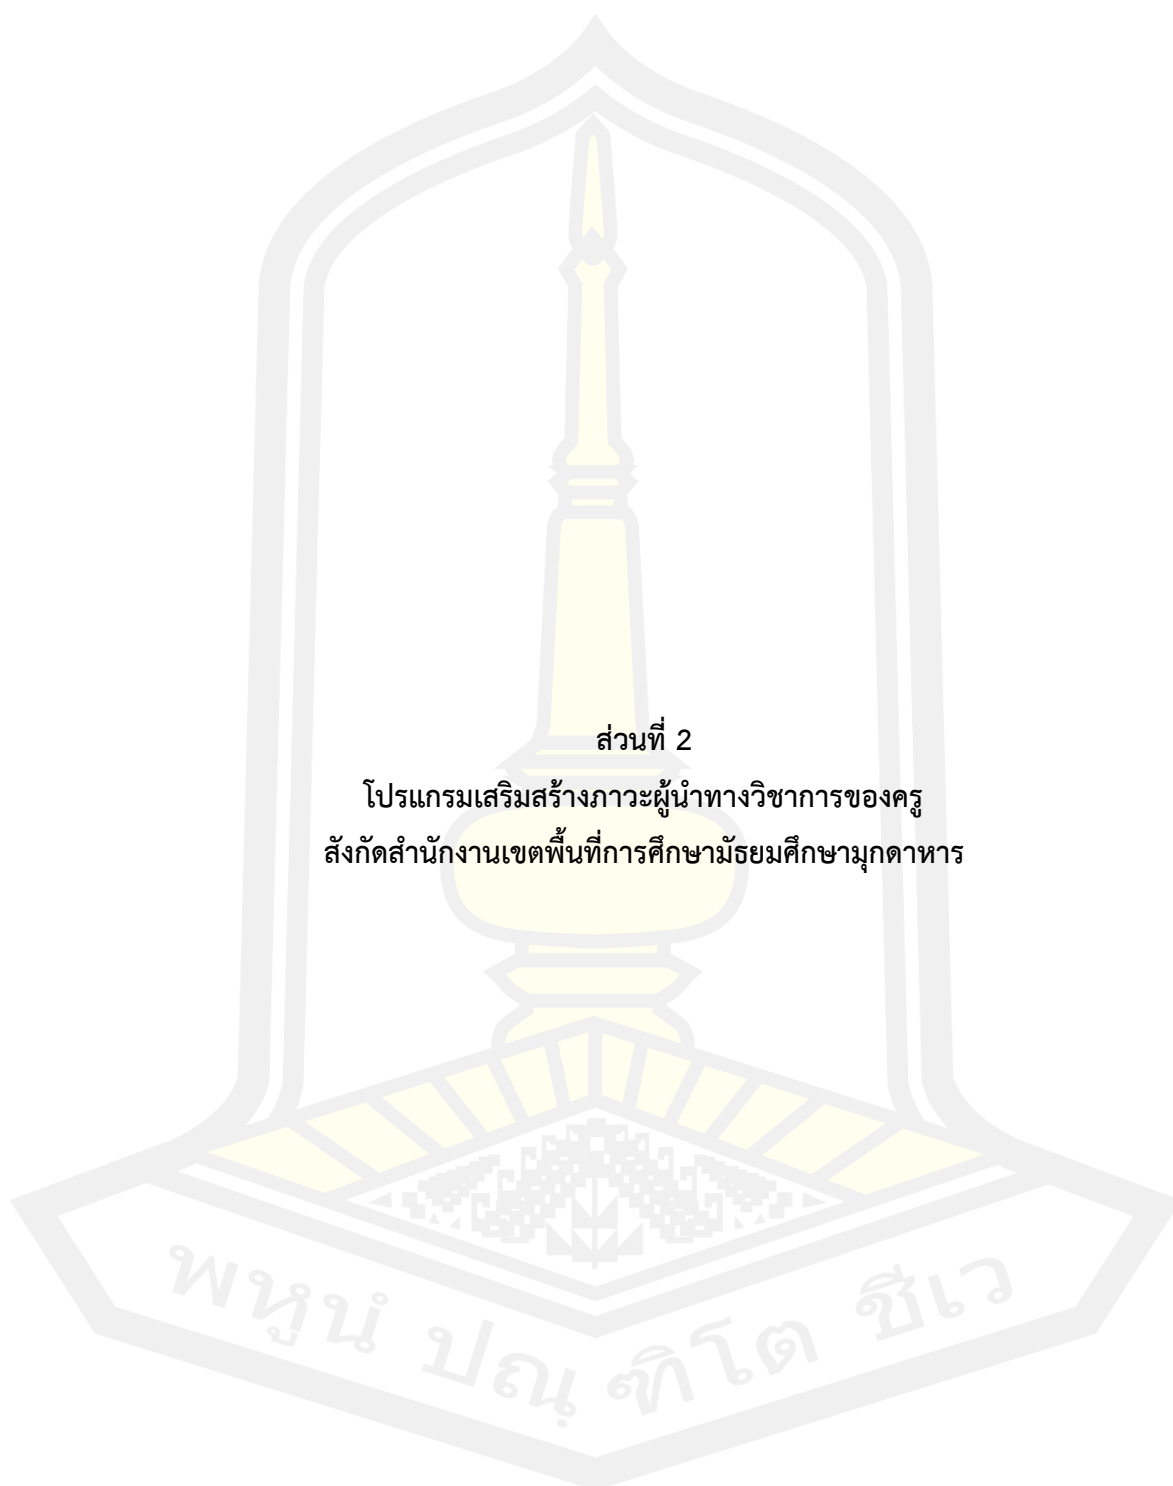 ส่วนที่ 2
โปรแกรมเสริมสร้างภาวะผู้นำทางวิชาการของครู
สังกัดสำนักงานเขตพื้นที่การศึกษามัธยมศึกษามุกดาหาร
พหูนํ ปณฺฑิโต ชีเว